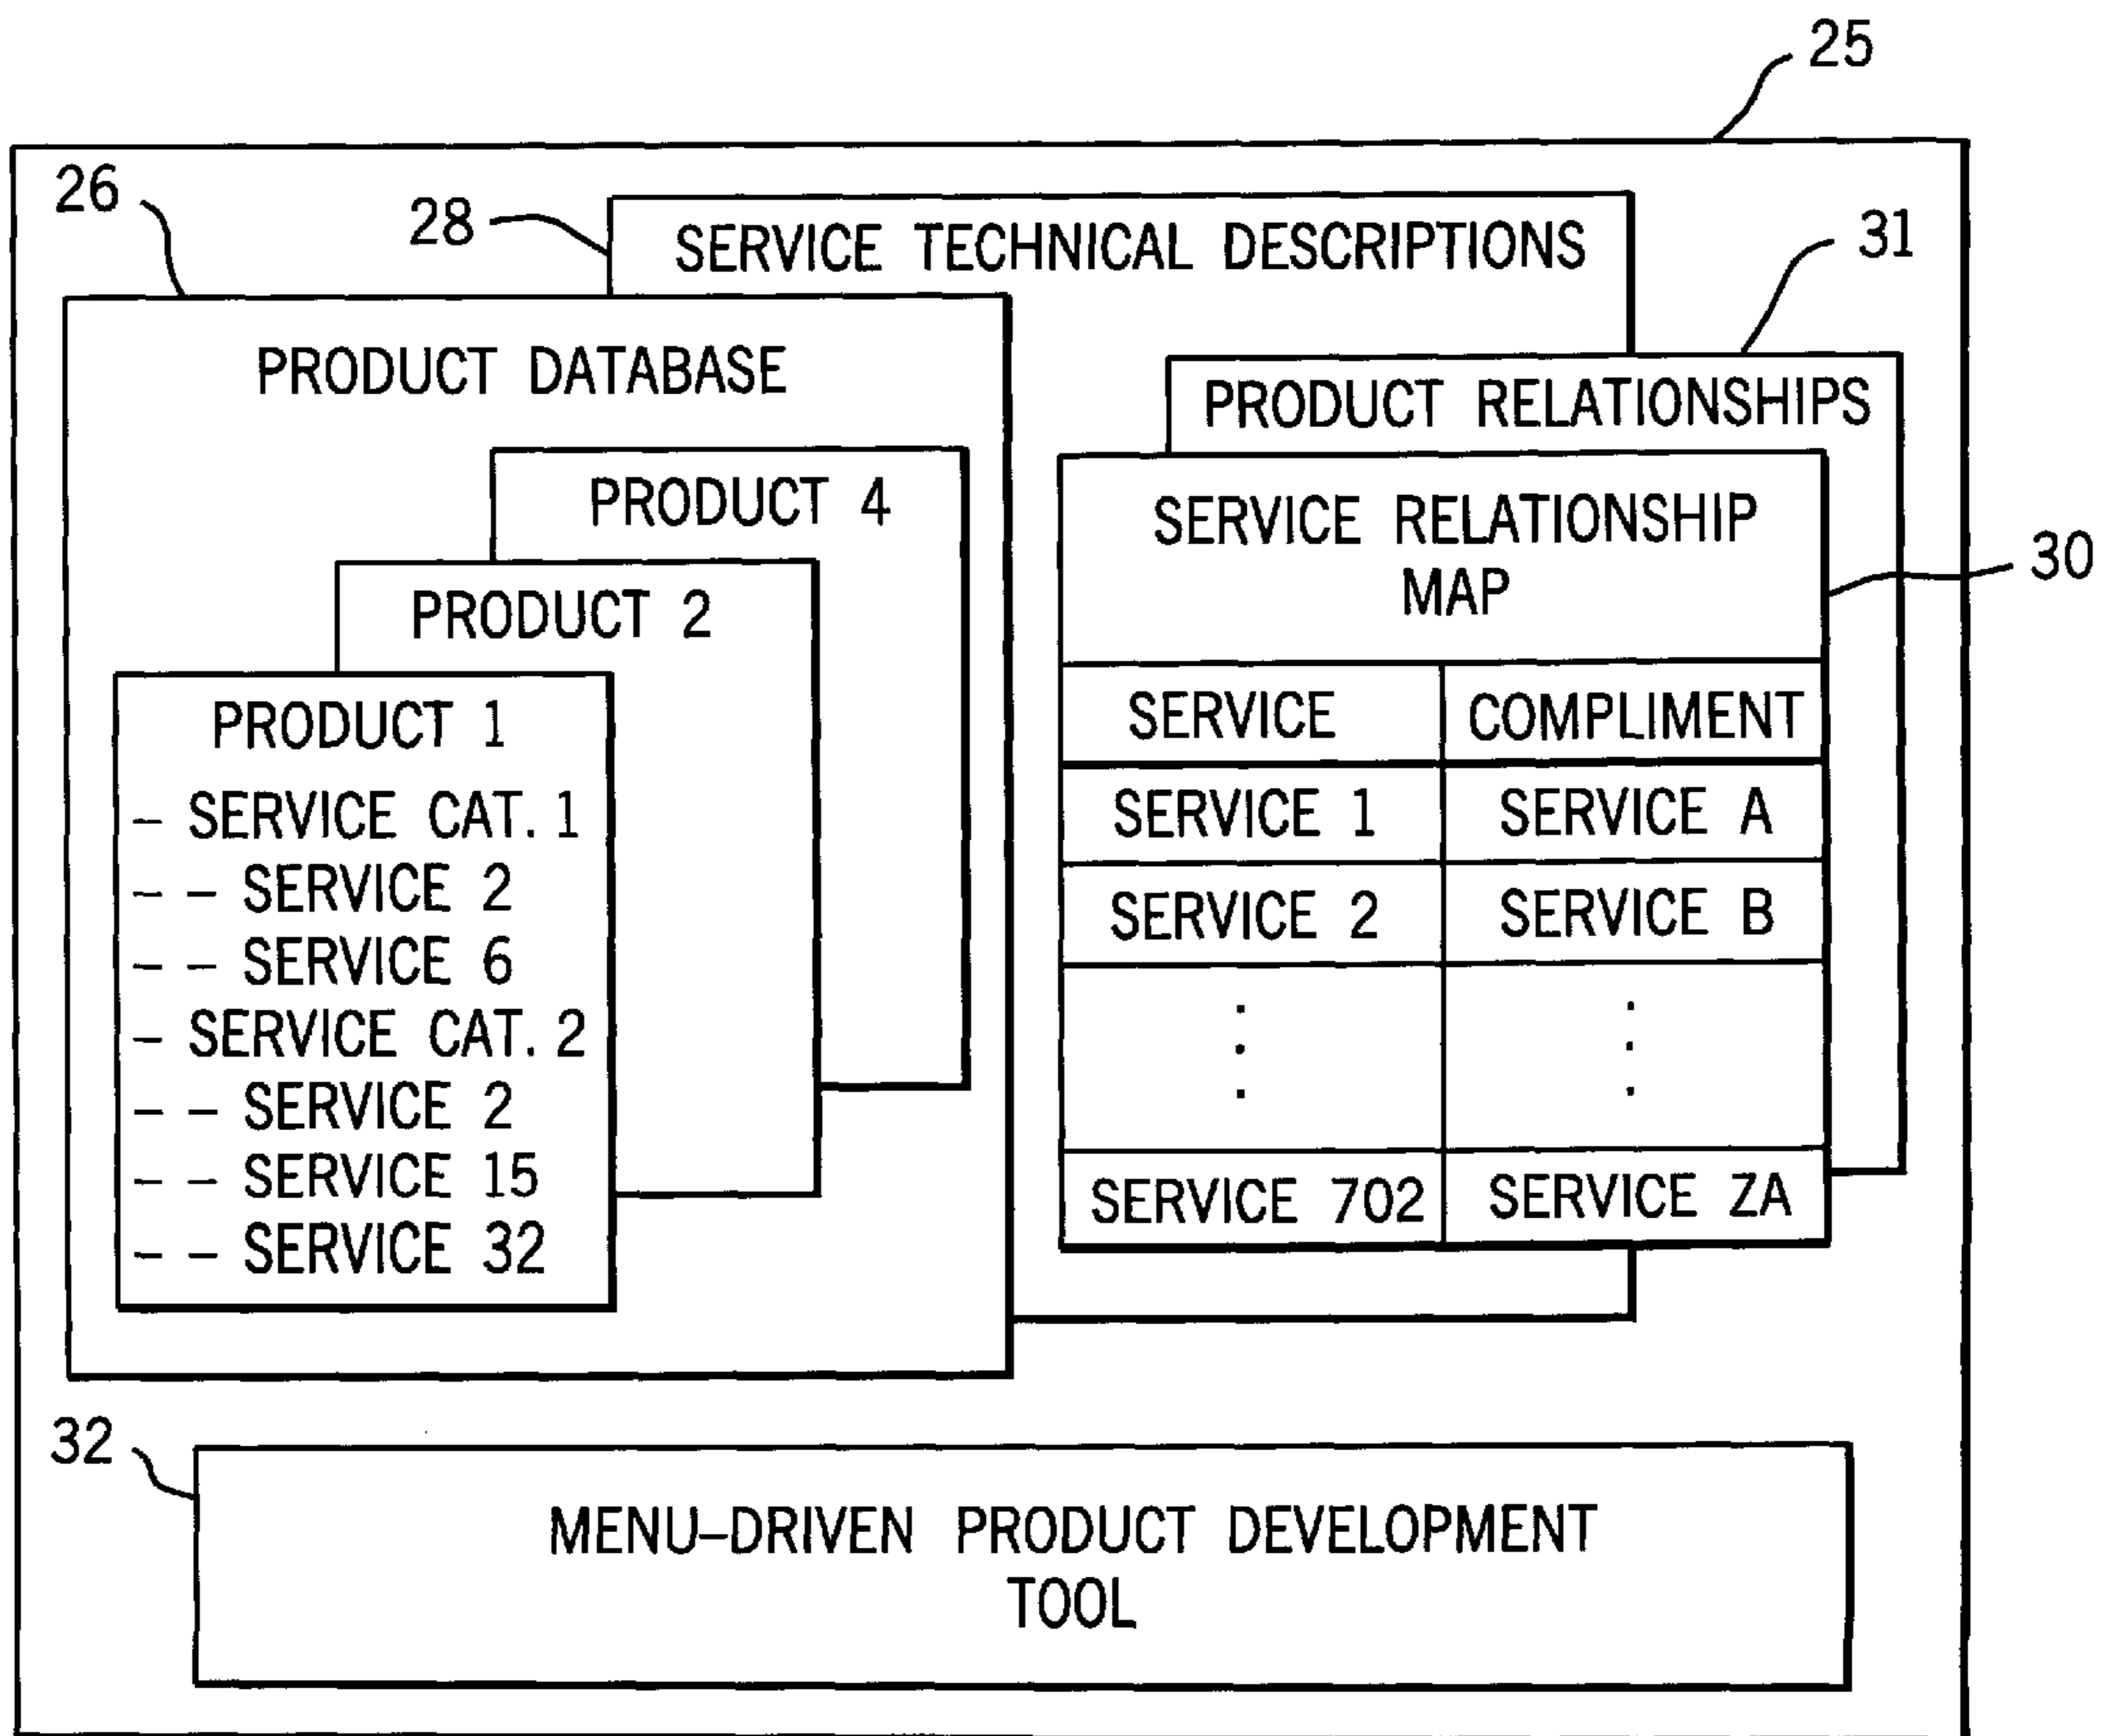 25
26
28
SERVICE TECHNICAL DESCRIPTIONS
31
PRODUCT DATABASE
PRODUCT RELATIONSHIPS
PRODUCT 4
SERVICE RELATIONSHIP
MAP
30
PRODUCT 2
PRODUCT 1
- SERVICE CAT. 1
- - SERVICE 2
- - SERVICE 6
- SERVICE CAT. 2
- - SERVICE 2
- - SERVICE 15
- - SERVICE 32
SERVICE COMPLIMENT
SERVICE 1 SERVICE A
SERVICE 2 SERVICE B
SERVICE 702 SERVICE ZA
32
MENU-DRIVEN PRODUCT DEVELOPMENT
TOOL